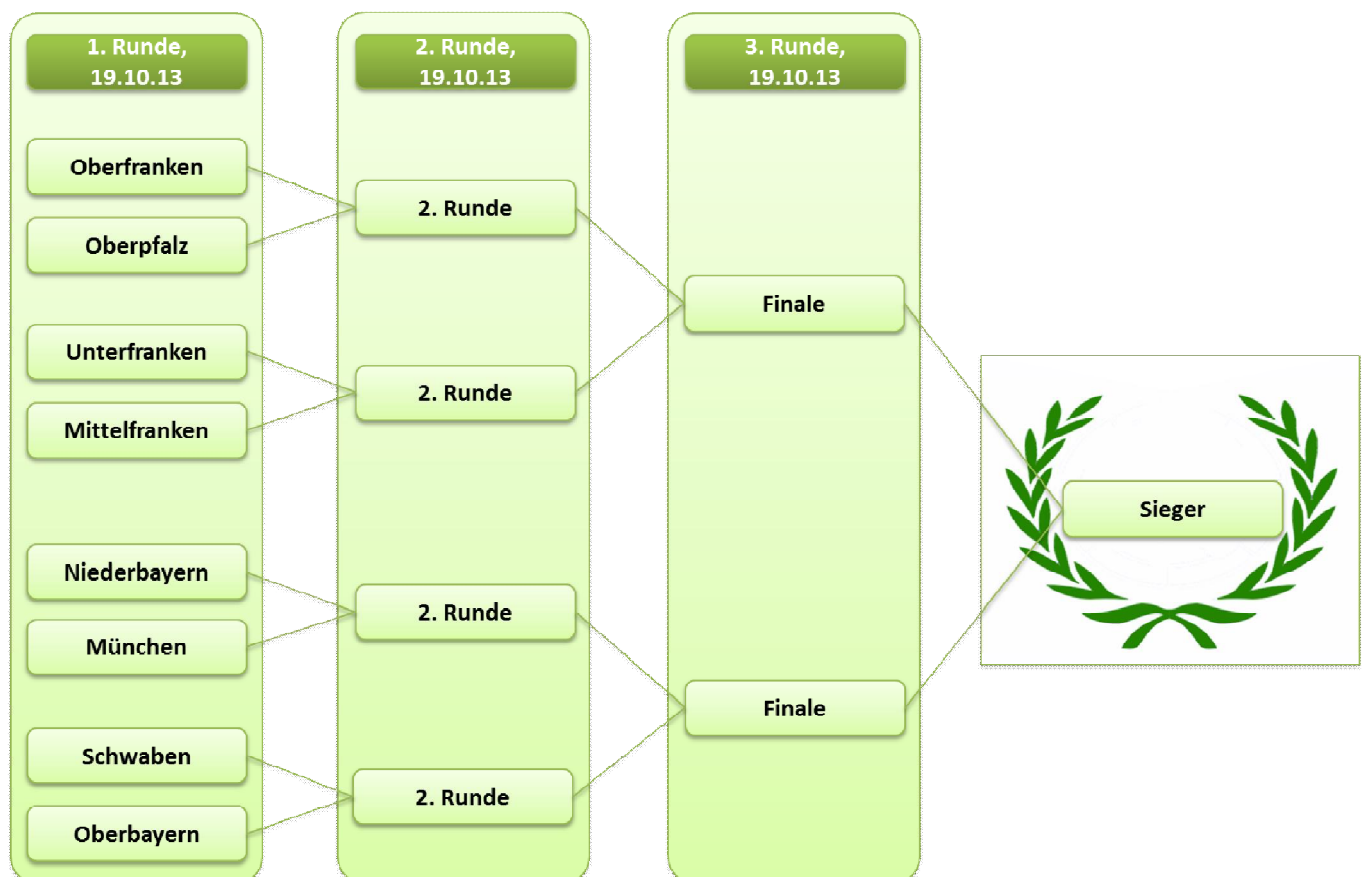 1. Runde,
19.10.13
2. Runde,
19.10.13
3. Runde,
19.10.13
Oberfranken
Oberpfalz
Unterfranken
Mittelfranken
Niederbayern
München
Schwaben
Oberbayern
2. Runde
2. Runde
2. Runde
2. Runde
Finale
Finale
Sieger